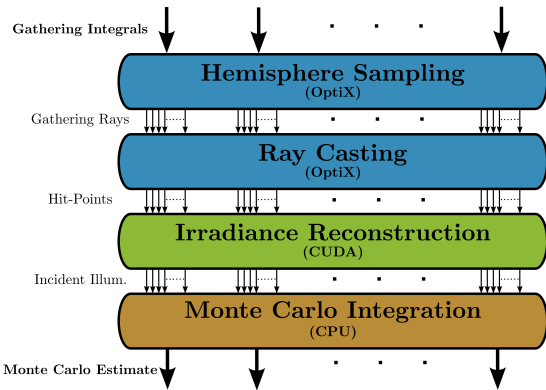 Gathering Integrals
Hemisphere Sampling
(OptiX)
Gathering Rays
Ray Casting
(OptiX)
Hit-Points
Irradiance Reconstruction
(CUDA)
Incident Illum.
Monte Carlo Integration
(CPU)
Monte Carlo Estimate